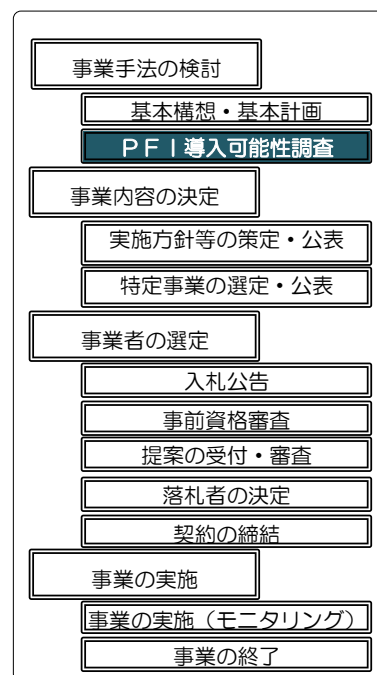 事業手法の検討
基本構想・基本計画
ＰＦＩ導入可能性調査
事業内容の決定
実施方針等の策定・公表
特定事業の選定・公表
事業者の選定
入札公告
事前資格審査
提案の受付・審査
落札者の決定
契約の締結
事業の実施
事業の実施（モニタリング）
事業の終了